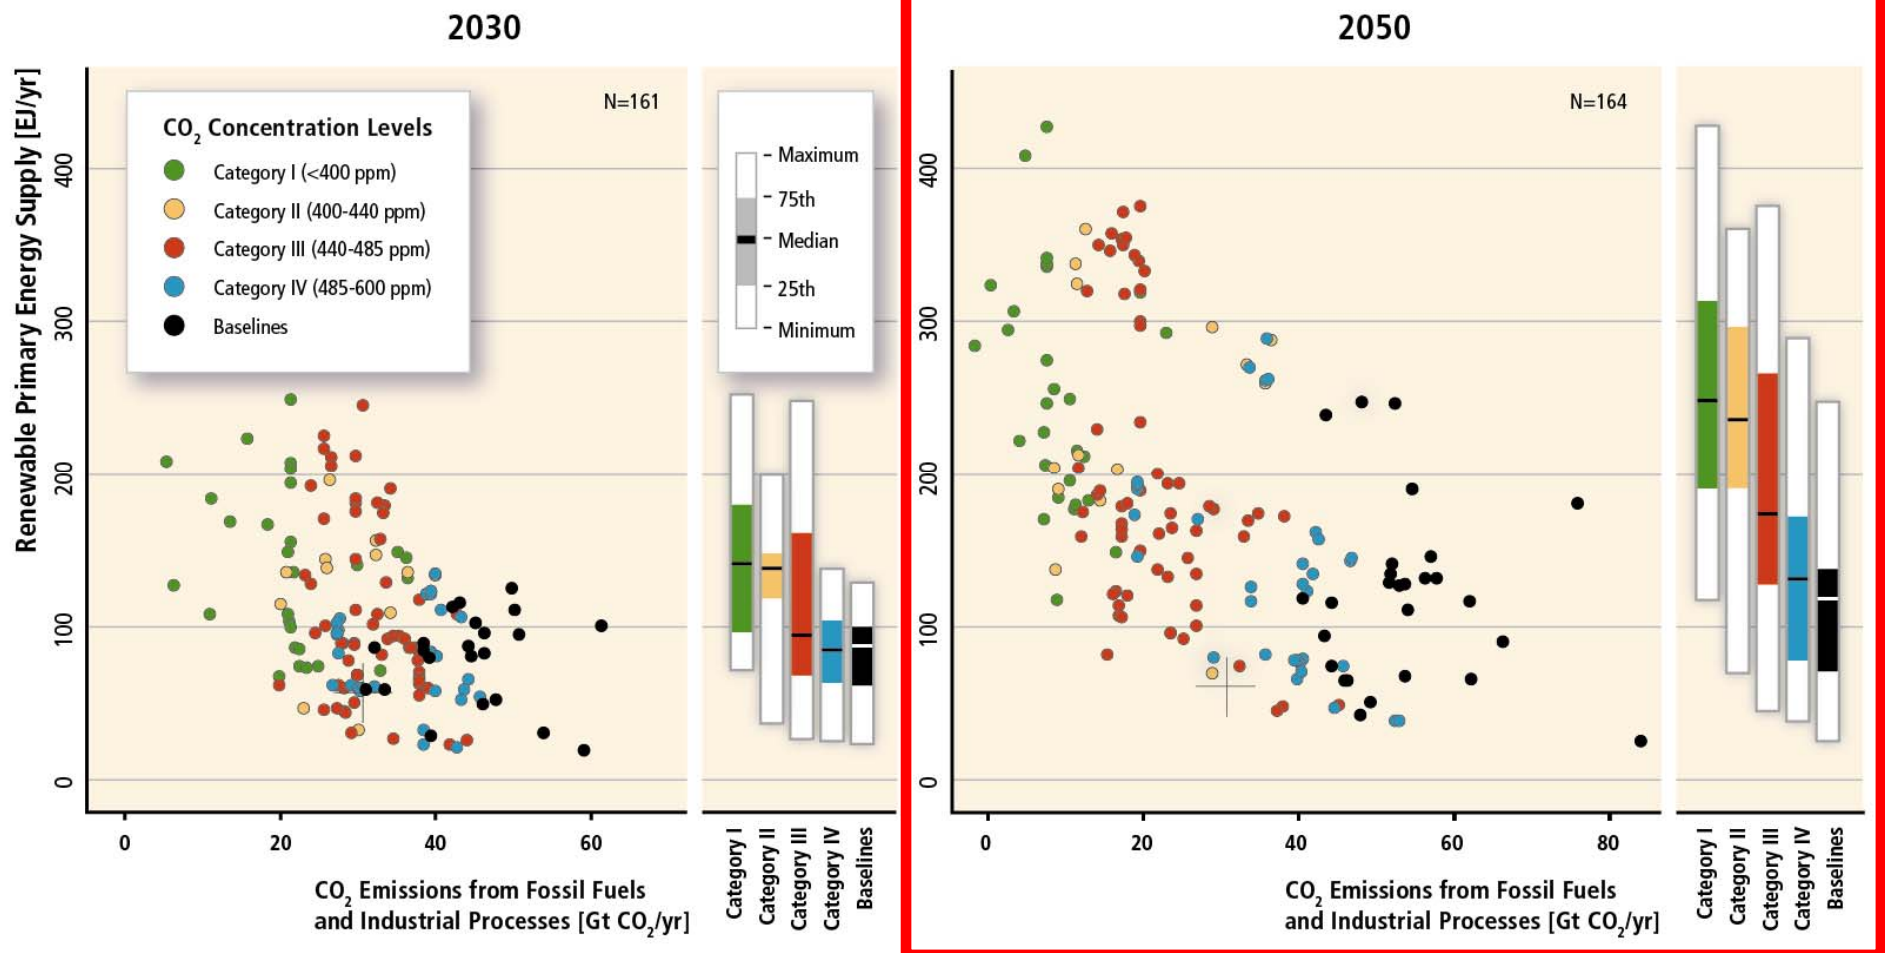 2030
Renewable Primary Energy Supply [EJ/yr]
400
300
200
100
0
CO₂ Concentration Levels
Category I (<400 ppm)
Category II (400-440 ppm)
Category III (440-485 ppm)
Category IV (485-600 ppm)
Baselines
N=161
Maximum
75th
Median
25th
Minimum
0
20
40
60
CO₂ Emissions from Fossil Fuels
and Industrial Processes [Gt CO₂/yr]
Category I
Category II
Category III
Category IV
Baselines
2050
400
300
200
100
0
N=164
0
20
40
60
80
CO₂ Emissions from Fossil Fuels
and Industrial Processes [Gt CO₂/yr]
Category I
Category II
Category III
Category IV
Baselines